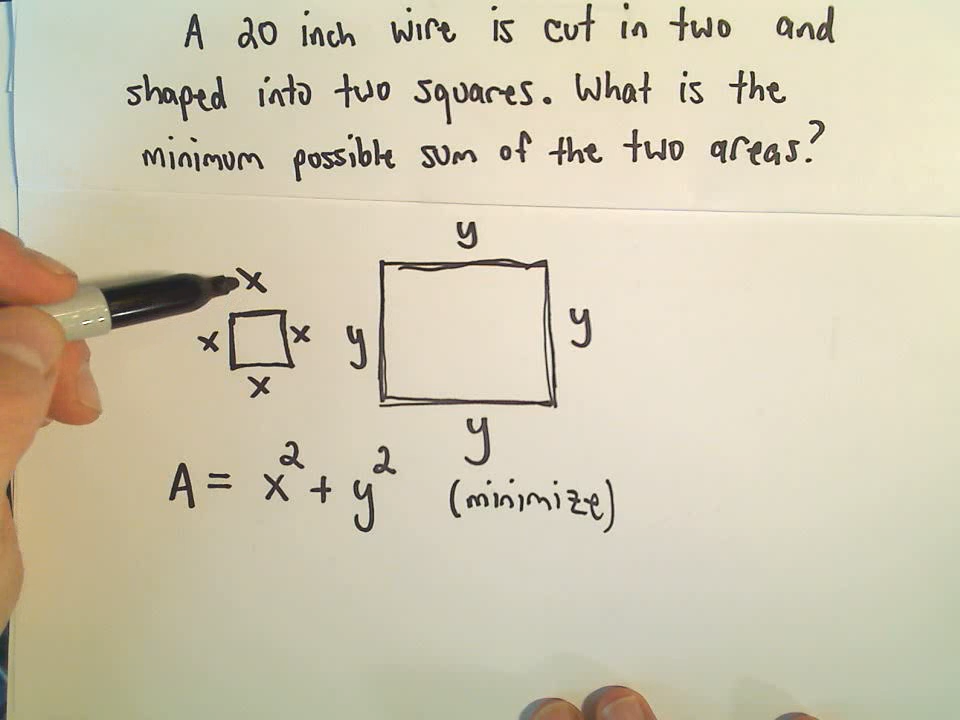 A 20 inch wire is cut in two and
shaped into two squares. What is the
minimum possible sum of the two areas?
y
x
x x y y
x
y
A = x² + y² (minimize)